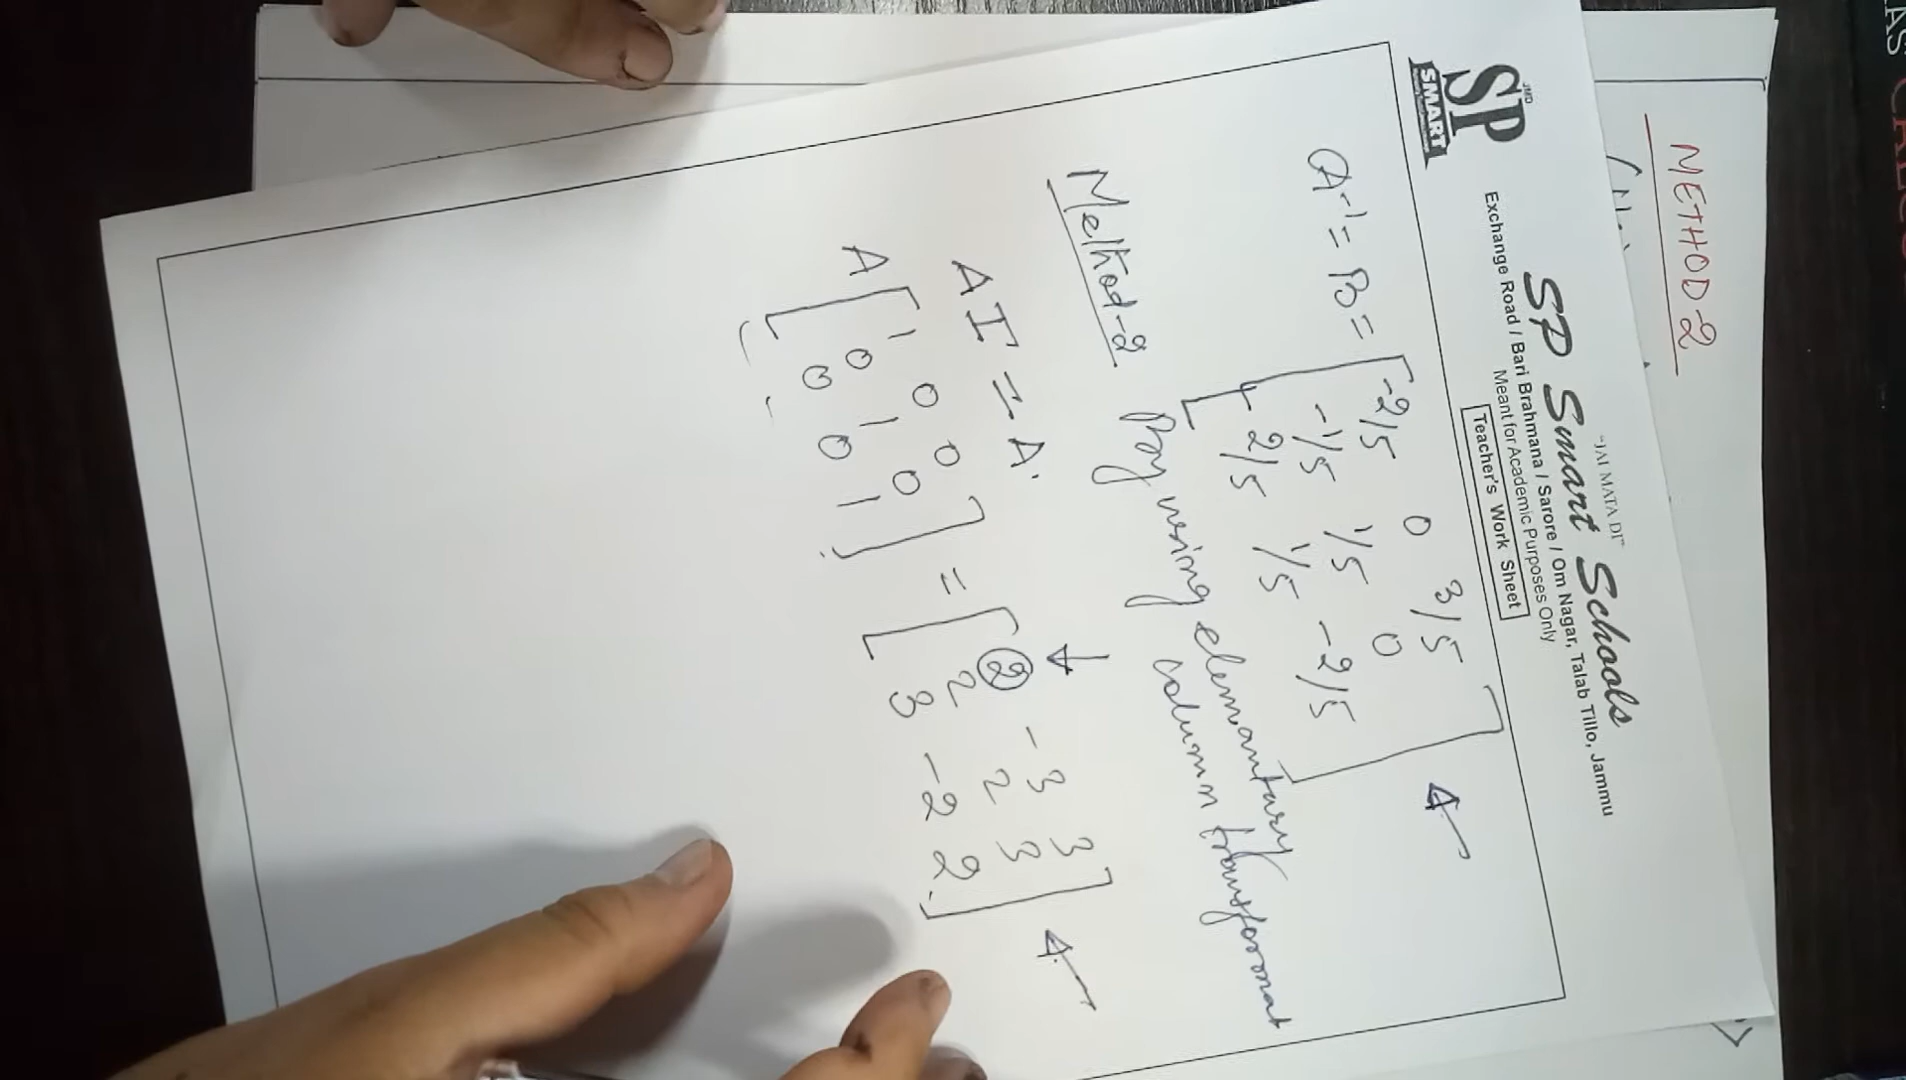 METHOD-2
JMD
SP
SMART
"JAI MATA DI"
SP Smart Schools
Exchange Road / Bari Brahmana / Sarore / Om Nagar, Talab Tillo, Jammu
Meant for Academic Purposes Only
Teacher's Work Sheet
A⁻¹ = B = [ -2/5 0 3/5
-1/5 1/5 0
2/5 1/5 -2/5 ]
Method-2 By using elemantary
column transformat
A I = A.
A [ 1 0 0 ] = [ 2 -3 3 ]
0 1 0 2 2 3
0 0 1 3 -2 2